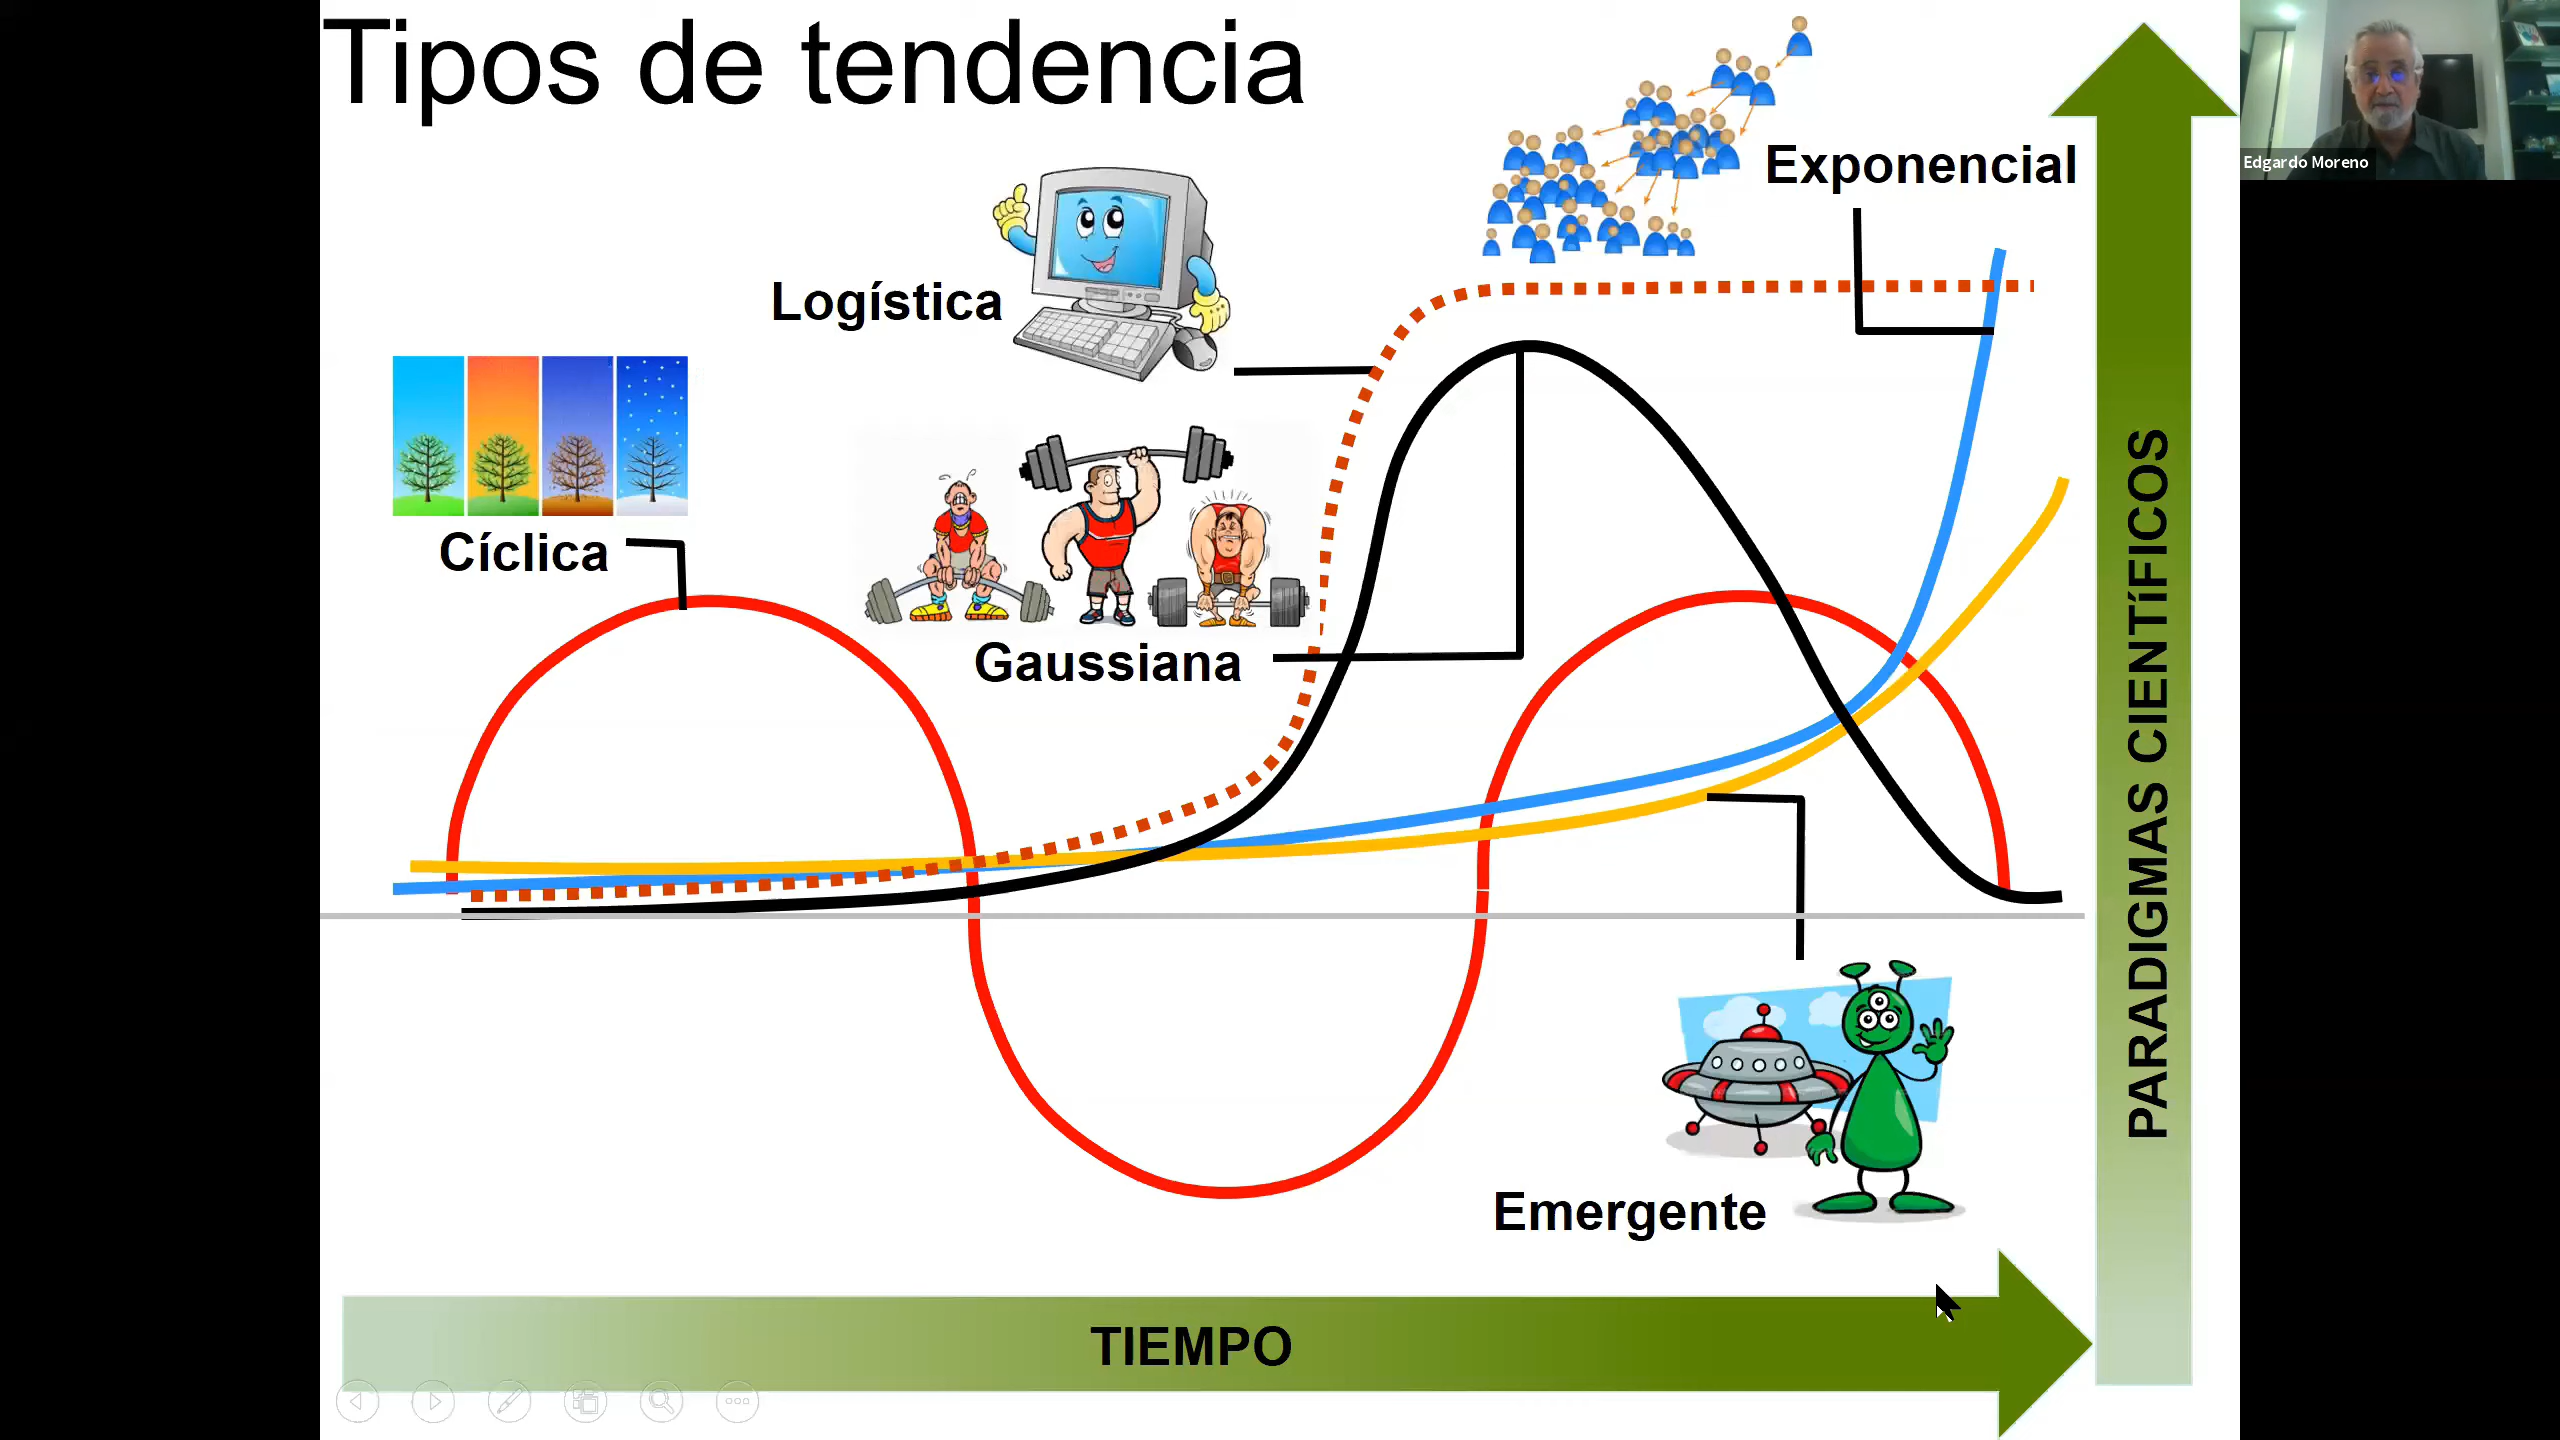 Tipos de tendencia
Exponencial
Edgardo Moreno
Logística
Cíclica
Gaussiana
PARADIGMAS CIENTíFICOS
Emergente
TIEMPO